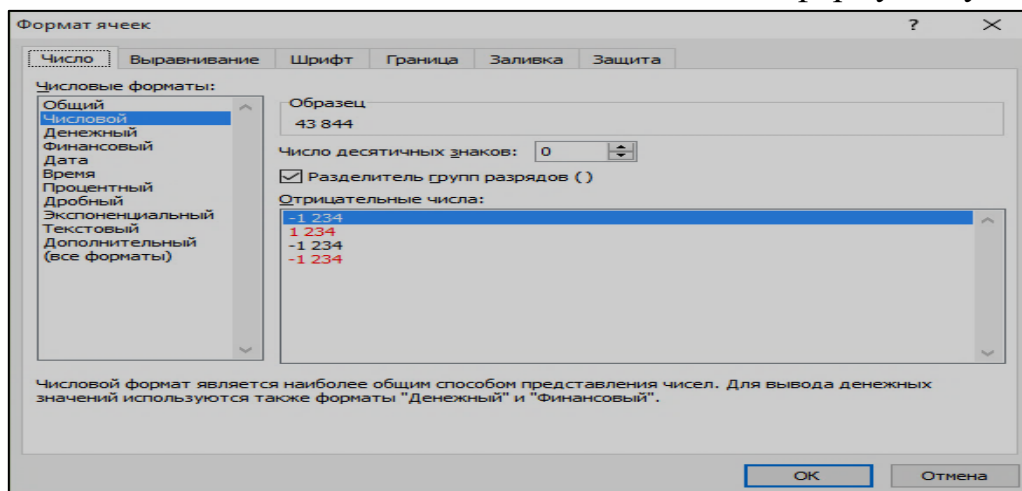 Формат ячеек
Число Выравнивание Шрифт Граница Заливка Защита
Числовые форматы:
Общий
Числовой
Денежный
Финансовый
Дата
Время
Процентный
Дробный
Экспоненциальный
Текстовый
Дополнительный
(все форматы)
Образец
43 844
Число десятичных знаков: 0
Разделитель групп разрядов ( )
Отрицательные числа:
-1 234
1 234
-1 234
-1 234
Числовой формат является наиболее общим способом представления чисел. Для вывода денежных
значений используются также форматы "Денежный" и "Финансовый".
ОК Отмена